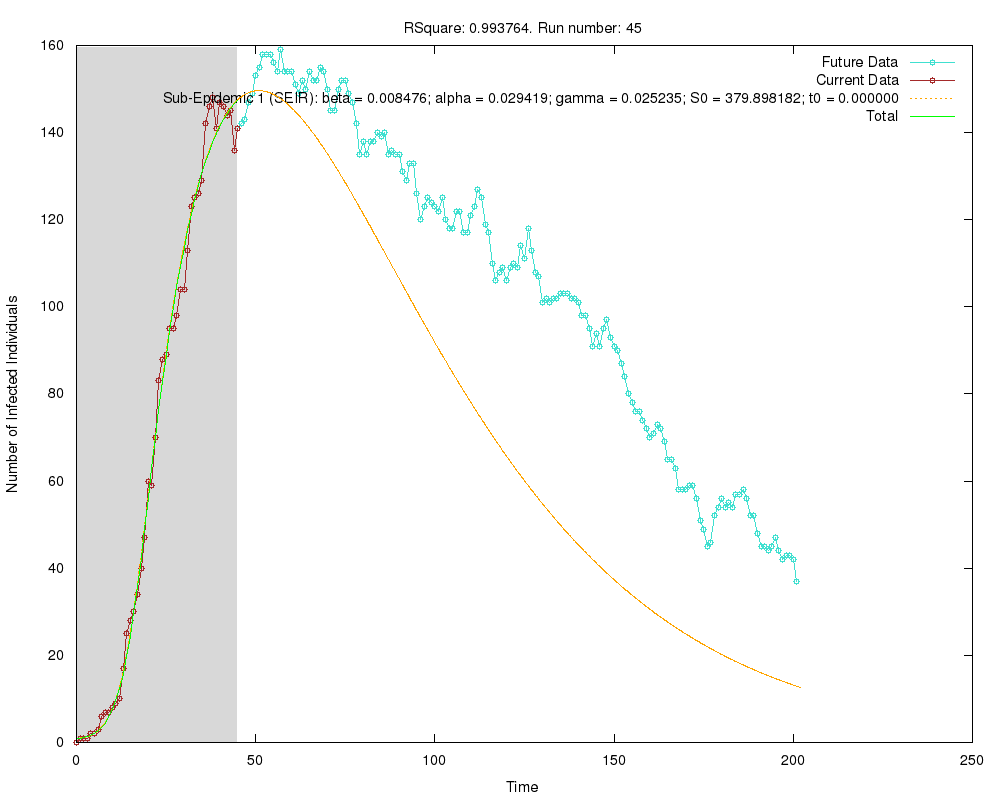 RSquare: 0.993764. Run number: 45
160
140
120
100
80
60
40
20
0
0
50
100
150
200
250
Number of Infected Individuals
Time
Future Data
Current Data
Sub-Epidemic 1 (SEIR): beta = 0.008476; alpha = 0.029419; gamma = 0.025235; S0 = 379.898182; t0 = 0.000000
Total